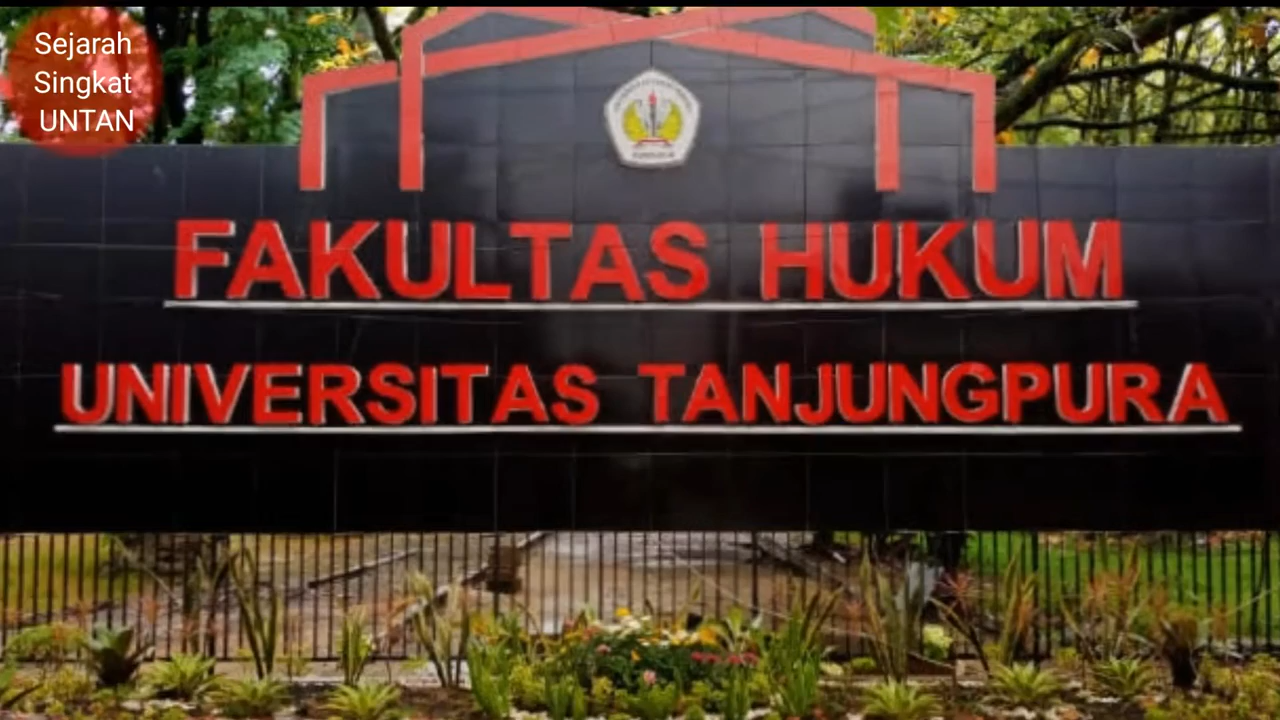 Sejarah
Singkat
UNTAN
FAKULTAS HUKUM
UNIVERSITAS TANJUNGPURA